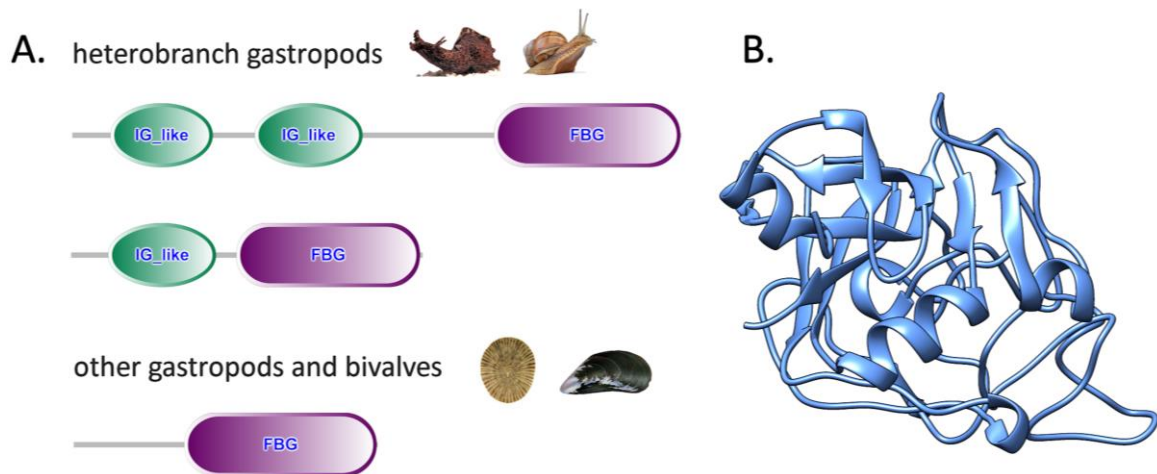 A.
heterobranch gastropods
B.
IG_like IG_like FBG
IG_like FBG
other gastropods and bivalves
FBG